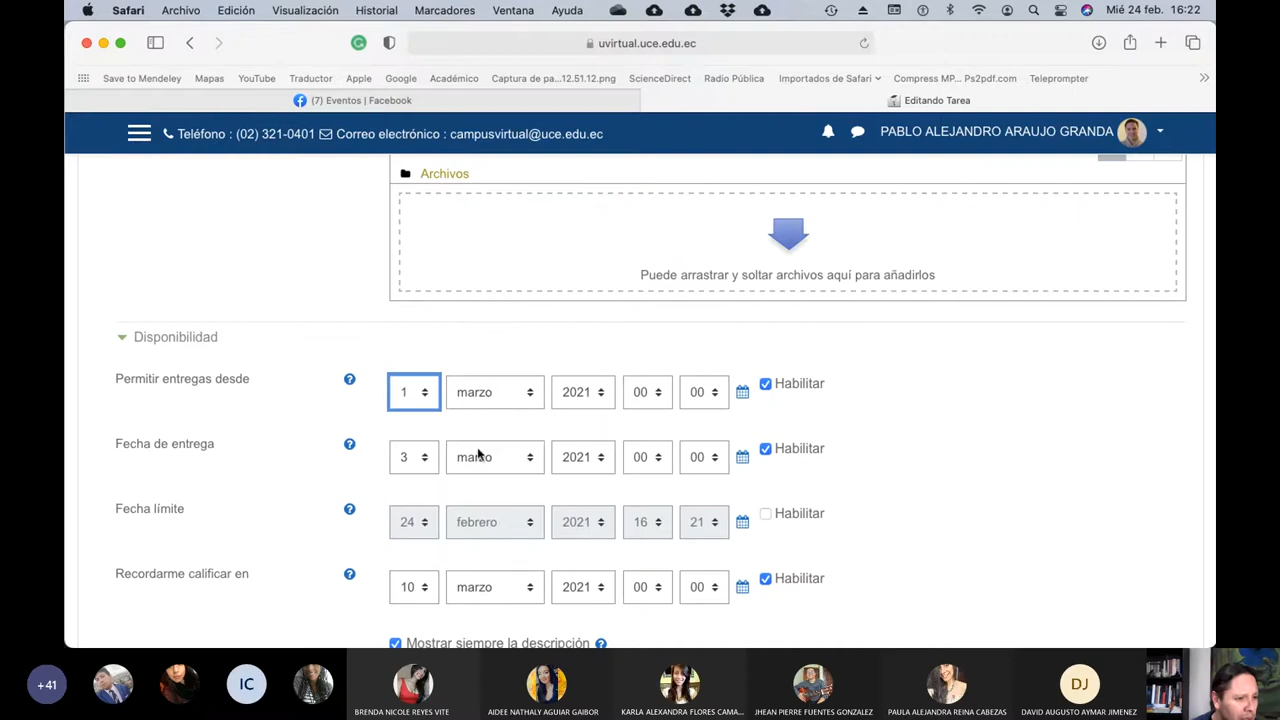 Safari Archivo Edición Visualización Historial Marcadores Ventana Ayuda Mié 24 feb. 16:22
uvirtual.uce.edu.ec
Save to Mendeley Mapas YouTube Traductor Apple Google Académico Captura de pa...12.51.12.png ScienceDirect Radio Pública Importados de Safari Compress MP... Ps2pdf.com Teleprompter
(7) Eventos | Facebook Editando Tarea
Teléfono : (02) 321-0401 Correo electrónico : campusvirtual@uce.edu.ec PABLO ALEJANDRO ARAUJO GRANDA
Archivos
Puede arrastrar y soltar archivos aquí para añadirlos
Disponibilidad
Permitir entregas desde 1 marzo 2021 00 00 Habilitar
Fecha de entrega 3 marzo 2021 00 00 Habilitar
Fecha límite 24 febrero 2021 16 21 Habilitar
Recordarme calificar en 10 marzo 2021 00 00 Habilitar
Mostrar siempre la descripción
+41 IC DJ
BRENDA NICOLE REYES VITE AIDEE NATHALY AGUIAR GAIBOR KARLA ALEXANDRA FLORES CAMA... JHEAN PIERRE FUENTES GONZALEZ PAULA ALEJANDRA REINA CABEZAS DAVID AUGUSTO AYMAR JIMENEZ